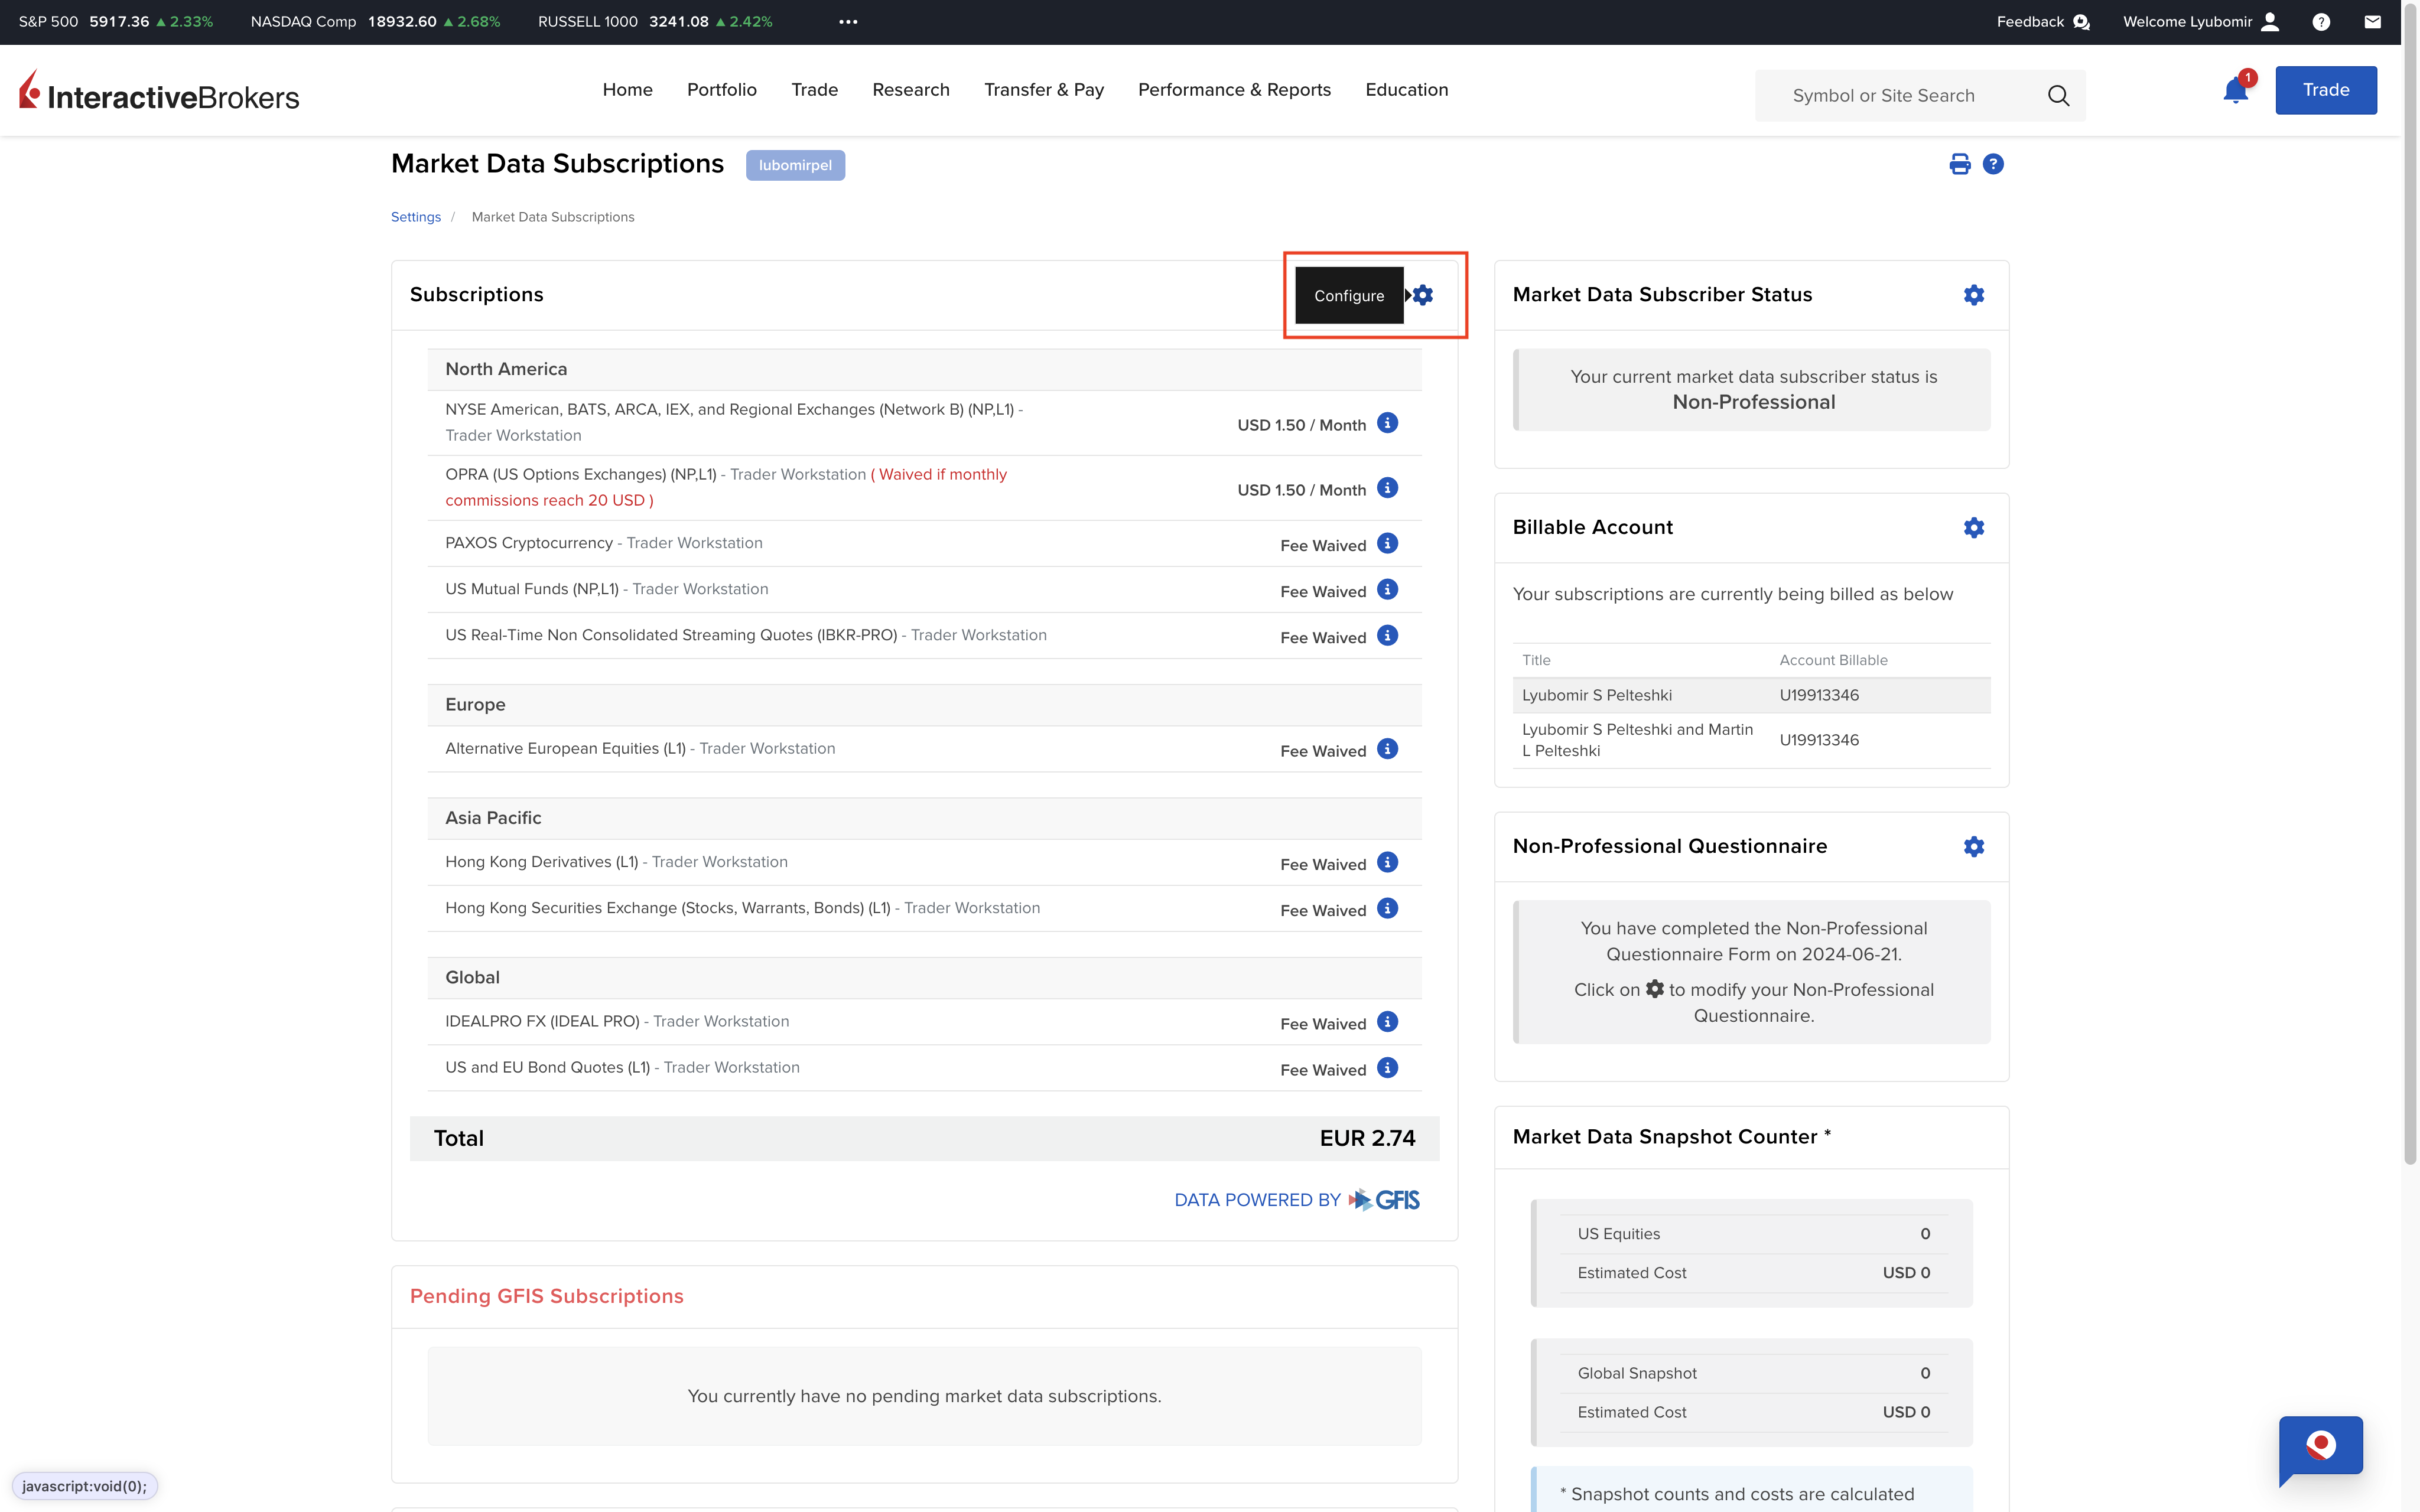 S&P 500 5917.36 ▲ 2.33% NASDAQ Comp 18932.60 ▲ 2.68% RUSSELL 1000 3241.08 ▲ 2.42% ••• Feedback Welcome Lyubomir ?
InteractiveBrokers Home Portfolio Trade Research Transfer & Pay Performance & Reports Education Symbol or Site Search 1 Trade
Market Data Subscriptions lubomirpel ?
Settings / Market Data Subscriptions
Subscriptions Configure
North America
NYSE American, BATS, ARCA, IEX, and Regional Exchanges (Network B) (NP,L1) -
Trader Workstation
USD 1.50 / Month i
OPRA (US Options Exchanges) (NP,L1) - Trader Workstation ( Waived if monthly
commissions reach 20 USD )
USD 1.50 / Month i
PAXOS Cryptocurrency - Trader Workstation Fee Waived i
US Mutual Funds (NP,L1) - Trader Workstation Fee Waived i
US Real-Time Non Consolidated Streaming Quotes (IBKR-PRO) - Trader Workstation Fee Waived i
Europe
Alternative European Equities (L1) - Trader Workstation Fee Waived i
Asia Pacific
Hong Kong Derivatives (L1) - Trader Workstation Fee Waived i
Hong Kong Securities Exchange (Stocks, Warrants, Bonds) (L1) - Trader Workstation Fee Waived i
Global
IDEALPRO FX (IDEAL PRO) - Trader Workstation Fee Waived i
US and EU Bond Quotes (L1) - Trader Workstation Fee Waived i
Total EUR 2.74
DATA POWERED BY GFIS
Pending GFIS Subscriptions
You currently have no pending market data subscriptions.
Market Data Subscriber Status
Your current market data subscriber status is
Non-Professional
Billable Account
Your subscriptions are currently being billed as below
Title Account Billable
Lyubomir S Pelteshki U19913346
Lyubomir S Pelteshki and Martin
L Pelteshki
U19913346
Non-Professional Questionnaire
You have completed the Non-Professional
Questionnaire Form on 2024-06-21.
Click on to modify your Non-Professional
Questionnaire.
Market Data Snapshot Counter *
US Equities 0
Estimated Cost USD 0
Global Snapshot 0
Estimated Cost USD 0
* Snapshot counts and costs are calculated
javascript:void(0);